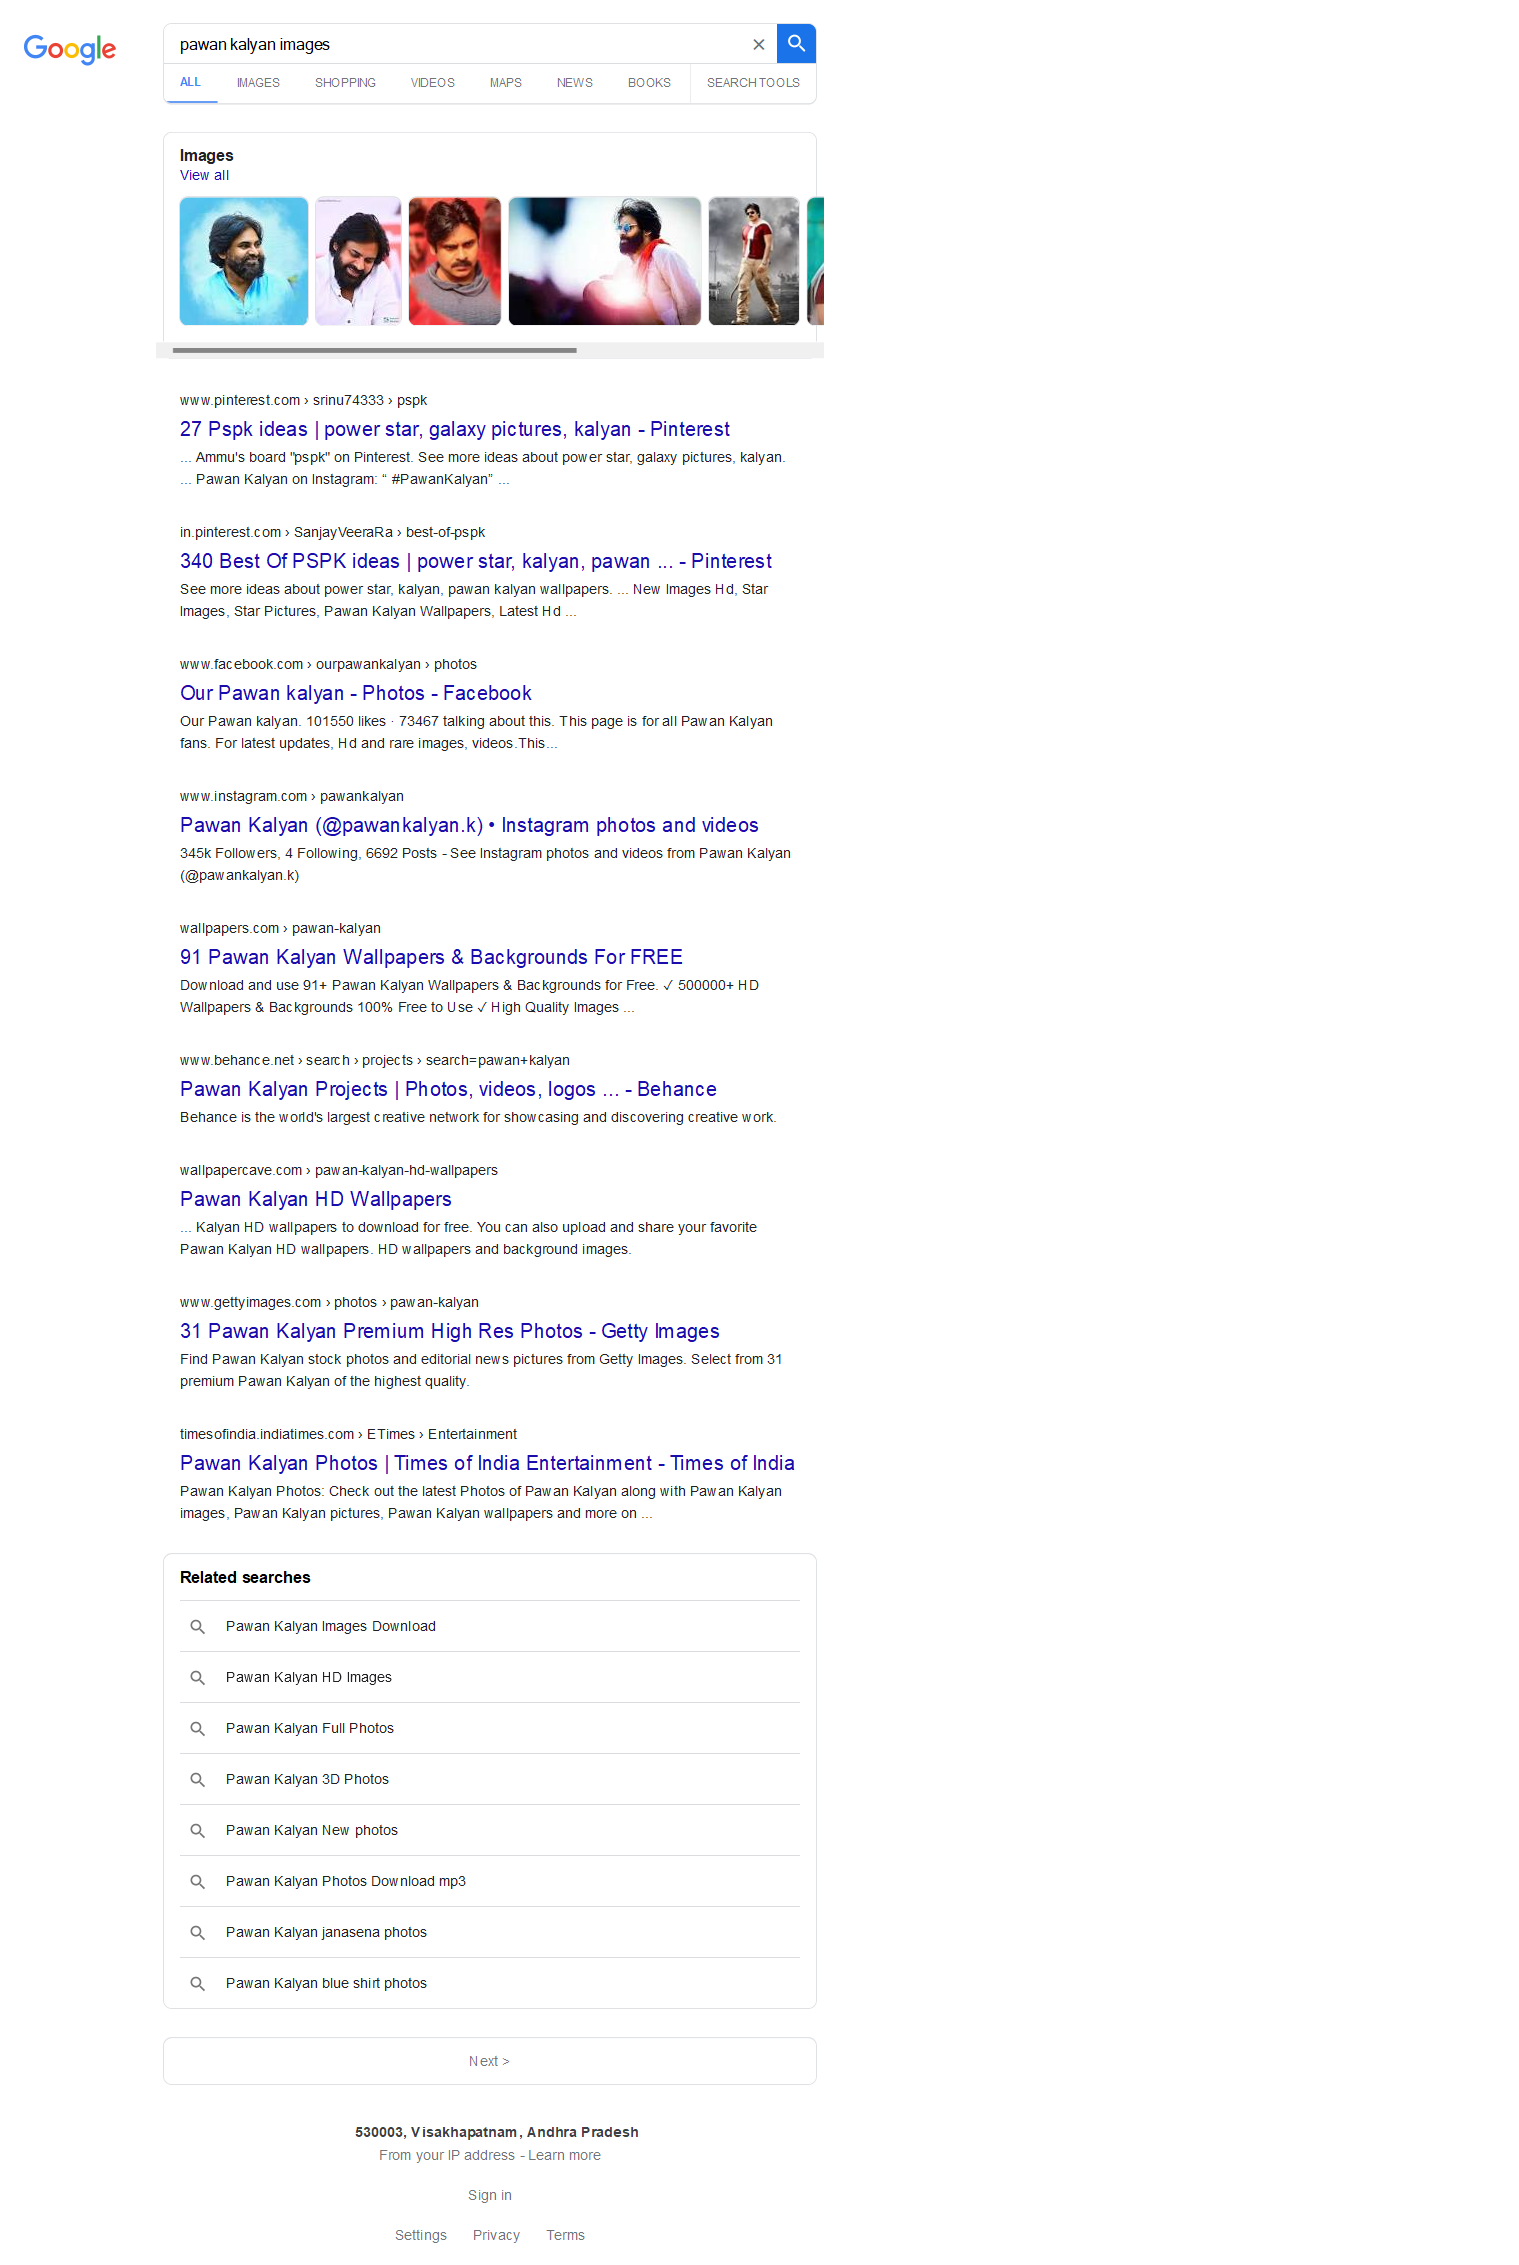 Google
pawan kalyan images
ALL IMAGES SHOPPING VIDEOS MAPS NEWS BOOKS SEARCH TOOLS
Images
View all
www.pinterest.com › srinu74333 › pspk
27 Pspk ideas | power star, galaxy pictures, kalyan - Pinterest
... Ammu's board "pspk" on Pinterest. See more ideas about power star, galaxy pictures, kalyan.
... Pawan Kalyan on Instagram: “ #PawanKalyan” ...
in.pinterest.com › SanjayVeeraRa › best-of-pspk
340 Best Of PSPK ideas | power star, kalyan, pawan ... - Pinterest
See more ideas about power star, kalyan, pawan kalyan wallpapers. ... New Images Hd, Star
Images, Star Pictures, Pawan Kalyan Wallpapers, Latest Hd ...
www.facebook.com › ourpawankalyan › photos
Our Pawan kalyan - Photos - Facebook
Our Pawan kalyan. 101550 likes · 73467 talking about this. This page is for all Pawan Kalyan
fans. For latest updates, Hd and rare images, videos.This...
www.instagram.com › pawankalyan
Pawan Kalyan (@pawankalyan.k) • Instagram photos and videos
345k Followers, 4 Following, 6692 Posts - See Instagram photos and videos from Pawan Kalyan
(@pawankalyan.k)
wallpapers.com › pawan-kalyan
91 Pawan Kalyan Wallpapers & Backgrounds For FREE
Download and use 91+ Pawan Kalyan Wallpapers & Backgrounds for Free. ✓ 500000+ HD
Wallpapers & Backgrounds 100% Free to Use ✓ High Quality Images ...
www.behance.net › search › projects › search=pawan+kalyan
Pawan Kalyan Projects | Photos, videos, logos ... - Behance
Behance is the world's largest creative network for showcasing and discovering creative work.
wallpapercave.com › pawan-kalyan-hd-wallpapers
Pawan Kalyan HD Wallpapers
... Kalyan HD wallpapers to download for free. You can also upload and share your favorite
Pawan Kalyan HD wallpapers. HD wallpapers and background images.
www.gettyimages.com › photos › pawan-kalyan
31 Pawan Kalyan Premium High Res Photos - Getty Images
Find Pawan Kalyan stock photos and editorial news pictures from Getty Images. Select from 31
premium Pawan Kalyan of the highest quality.
timesofindia.indiatimes.com › ETimes › Entertainment
Pawan Kalyan Photos | Times of India Entertainment - Times of India
Pawan Kalyan Photos: Check out the latest Photos of Pawan Kalyan along with Pawan Kalyan
images, Pawan Kalyan pictures, Pawan Kalyan wallpapers and more on ...
Related searches
Pawan Kalyan Images Download
Pawan Kalyan HD Images
Pawan Kalyan Full Photos
Pawan Kalyan 3D Photos
Pawan Kalyan New photos
Pawan Kalyan Photos Download mp3
Pawan Kalyan janasena photos
Pawan Kalyan blue shirt photos
Next >
530003, Visakhapatnam, Andhra Pradesh
From your IP address - Learn more
Sign in
Settings Privacy Terms